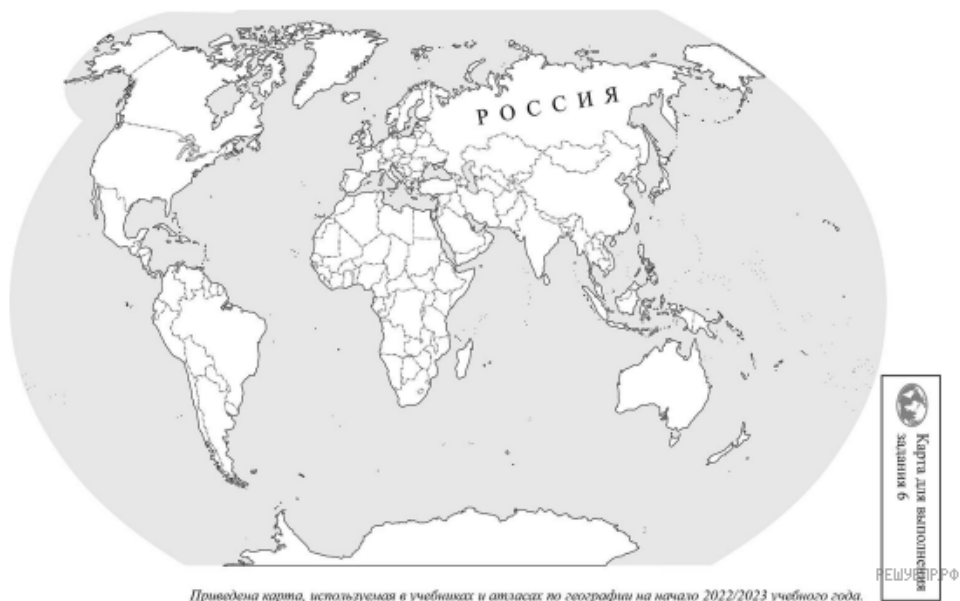 РОССИЯ
Карта для выполнения
задания 6
РЕШУВПР.РФ
Приведена карта, используемая в учебниках и атласах по географии на начало 2022/2023 учебного года.